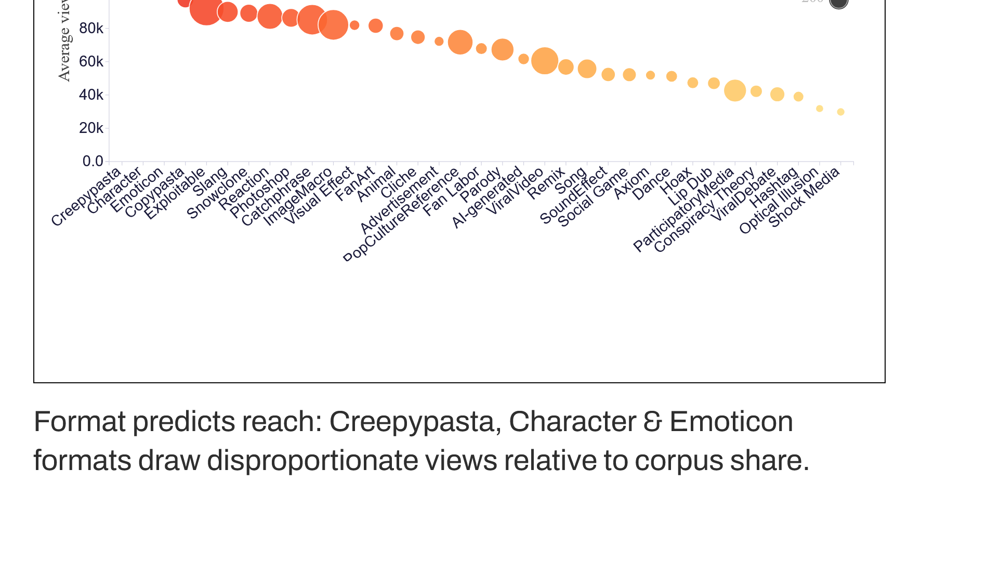 Average view
200
80k
60k
40k
20k
0.0
Creepypasta
Character
Emoticon
Copypasta
Exploitable
Slang
Snowclone
Reaction
Photoshop
Catchphrase
ImageMacro
Visual Effect
FanArt
Animal
Cliche
Advertisement
PopCultureReference
Fan Labor
Parody
AI-generated
ViralVideo
Remix
Song
SoundEffect
Social Game
Axiom
Dance
Hoax
Lip Dub
ParticipatoryMedia
Conspiracy Theory
ViralDebate
Hashtag
Optical Illusion
Shock Media
Format predicts reach: Creepypasta, Character & Emoticon
formats draw disproportionate views relative to corpus share.